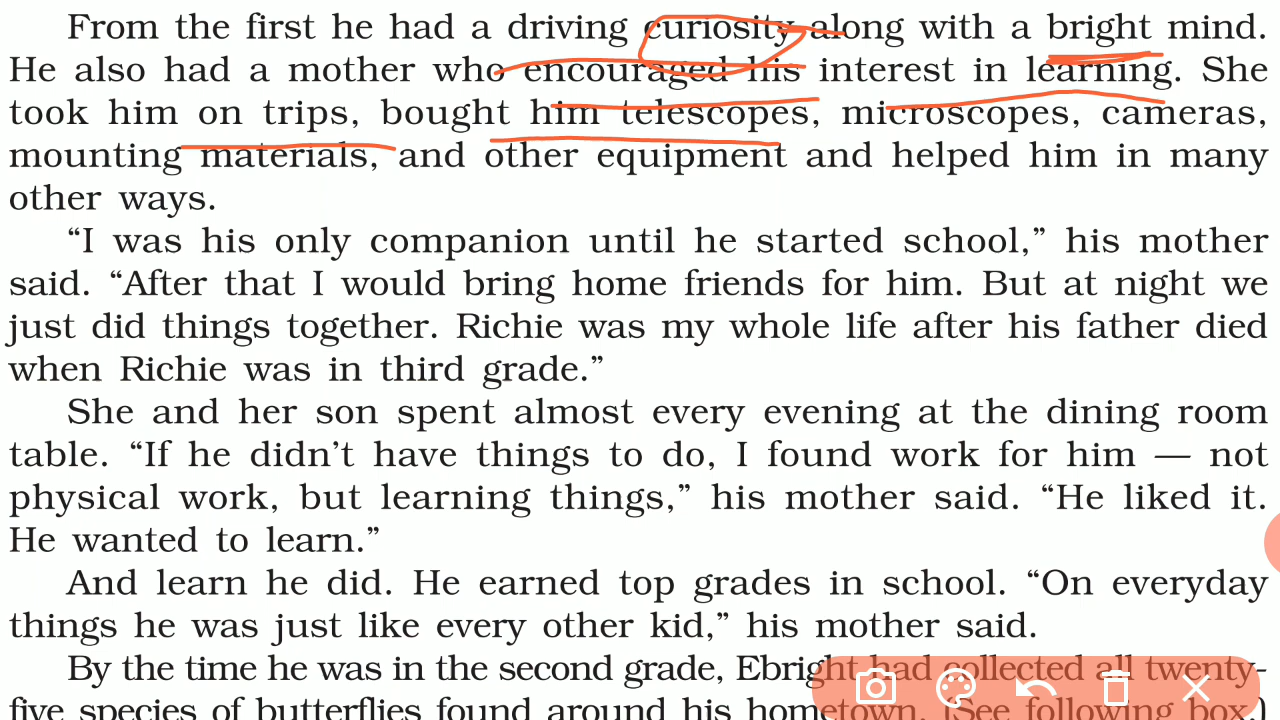 From the first he had a driving curiosity along with a bright mind.
He also had a mother who encouraged his interest in learning. She
took him on trips, bought him telescopes, microscopes, cameras,
mounting materials, and other equipment and helped him in many
other ways.
“I was his only companion until he started school,” his mother
said. “After that I would bring home friends for him. But at night we
just did things together. Richie was my whole life after his father died
when Richie was in third grade.”
She and her son spent almost every evening at the dining room
table. “If he didn’t have things to do, I found work for him — not
physical work, but learning things,” his mother said. “He liked it.
He wanted to learn.”
And learn he did. He earned top grades in school. “On everyday
things he was just like every other kid,” his mother said.
By the time he was in the second grade, Ebright had collected all twenty-
five species of butterflies found around his hometown. (See following box.)